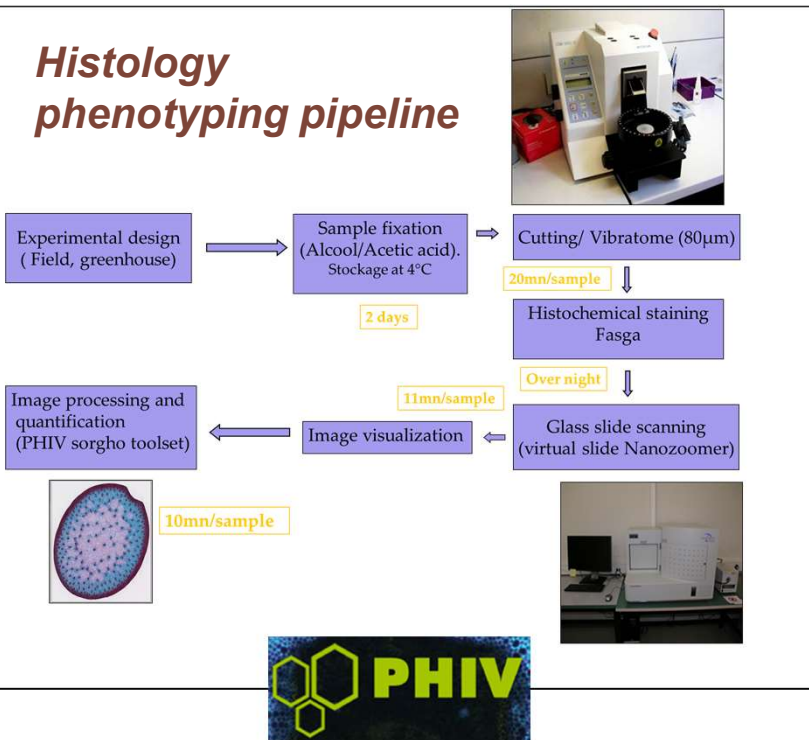 Histology
phenotyping pipeline
Experimental design
( Field, greenhouse)
Sample fixation
(Alcool/Acetic acid).
Stockage at 4°C
2 days
Cutting/ Vibratome (80µm)
20mn/sample
Histochemical staining
Fasga
Over night
Glass slide scanning
(virtual slide Nanozoomer)
11mn/sample
Image visualization
Image processing and
quantification
(PHIV sorgho toolset)
10mn/sample
PHIV